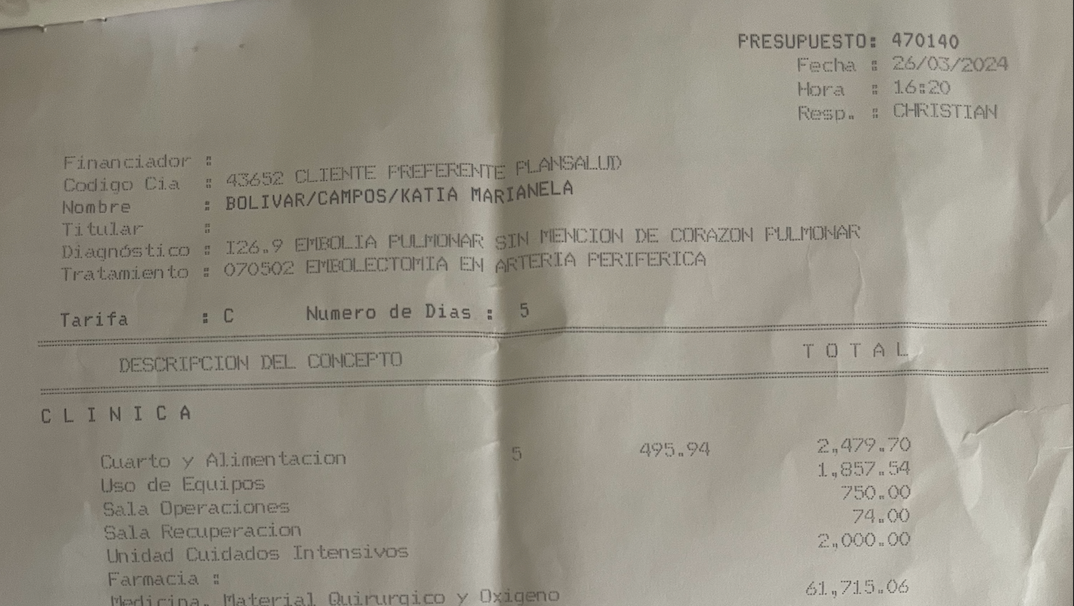 PRESUPUESTO: 470140
Fecha : 26/03/2024
Hora : 16:20
Resp. : CHRISTIAN
Financiador :
Codigo Cia : 43652 CLIENTE PREFERENTE PLANSALUD
Nombre : BOLIVAR/CAMPOS/KATIA MARIANELA
Titular :
Diagnóstico : I26.9 EMBOLIA PULMONAR SIN MENCION DE CORAZON PULMONAR
Tratamiento : 070502 EMBOLECTOMIA EN ARTERIA PERIFERICA
Tarifa : C Numero de Dias : 5
DESCRIPCION DEL CONCEPTO T O T A L
C L I N I C A
Cuarto y Alimentacion 5 495.94 2,479.70
Uso de Equipos 1,857.54
Sala Operaciones 750.00
Sala Recuperacion 74.00
Unidad Cuidados Intensivos 2,000.00
Farmacia :
Medicina, Material Quirurgico y Oxigeno 61,715.06